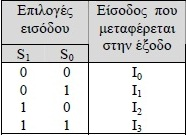 Επιλογές εισόδου
Είσοδος που μεταφέρεται στην έξοδο
S1 S0
0 0 I0
0 1 I1
1 0 I2
1 1 I3